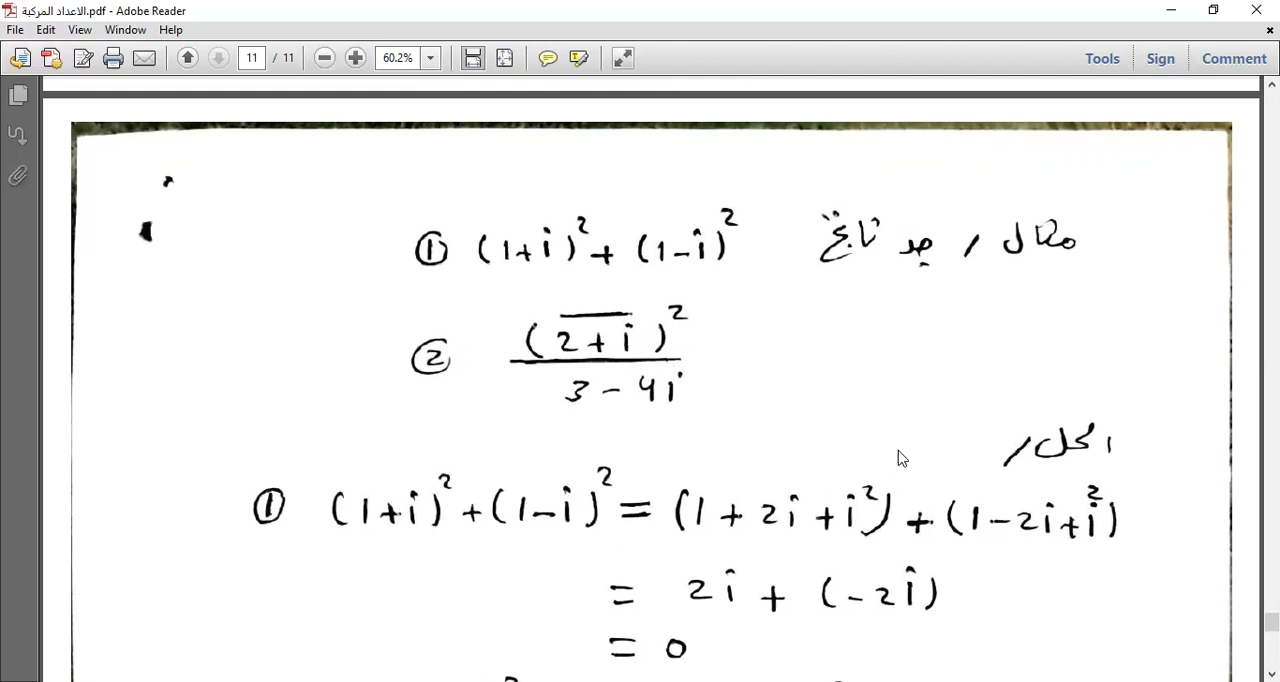 الاعداد المركبة.pdf - Adobe Reader
File Edit View Window Help
11 / 11 60.2% Tools Sign Comment
مثال / جد ناتج ① (1+i)² + (1-i)²
② (2̅ ̅+̅ ̅i̅)² / 3 - 4i
الحل /
① (1+i)² + (1-i)² = (1 + 2i + i²) + (1 - 2i + i²)
= 2i + (-2i)
= 0